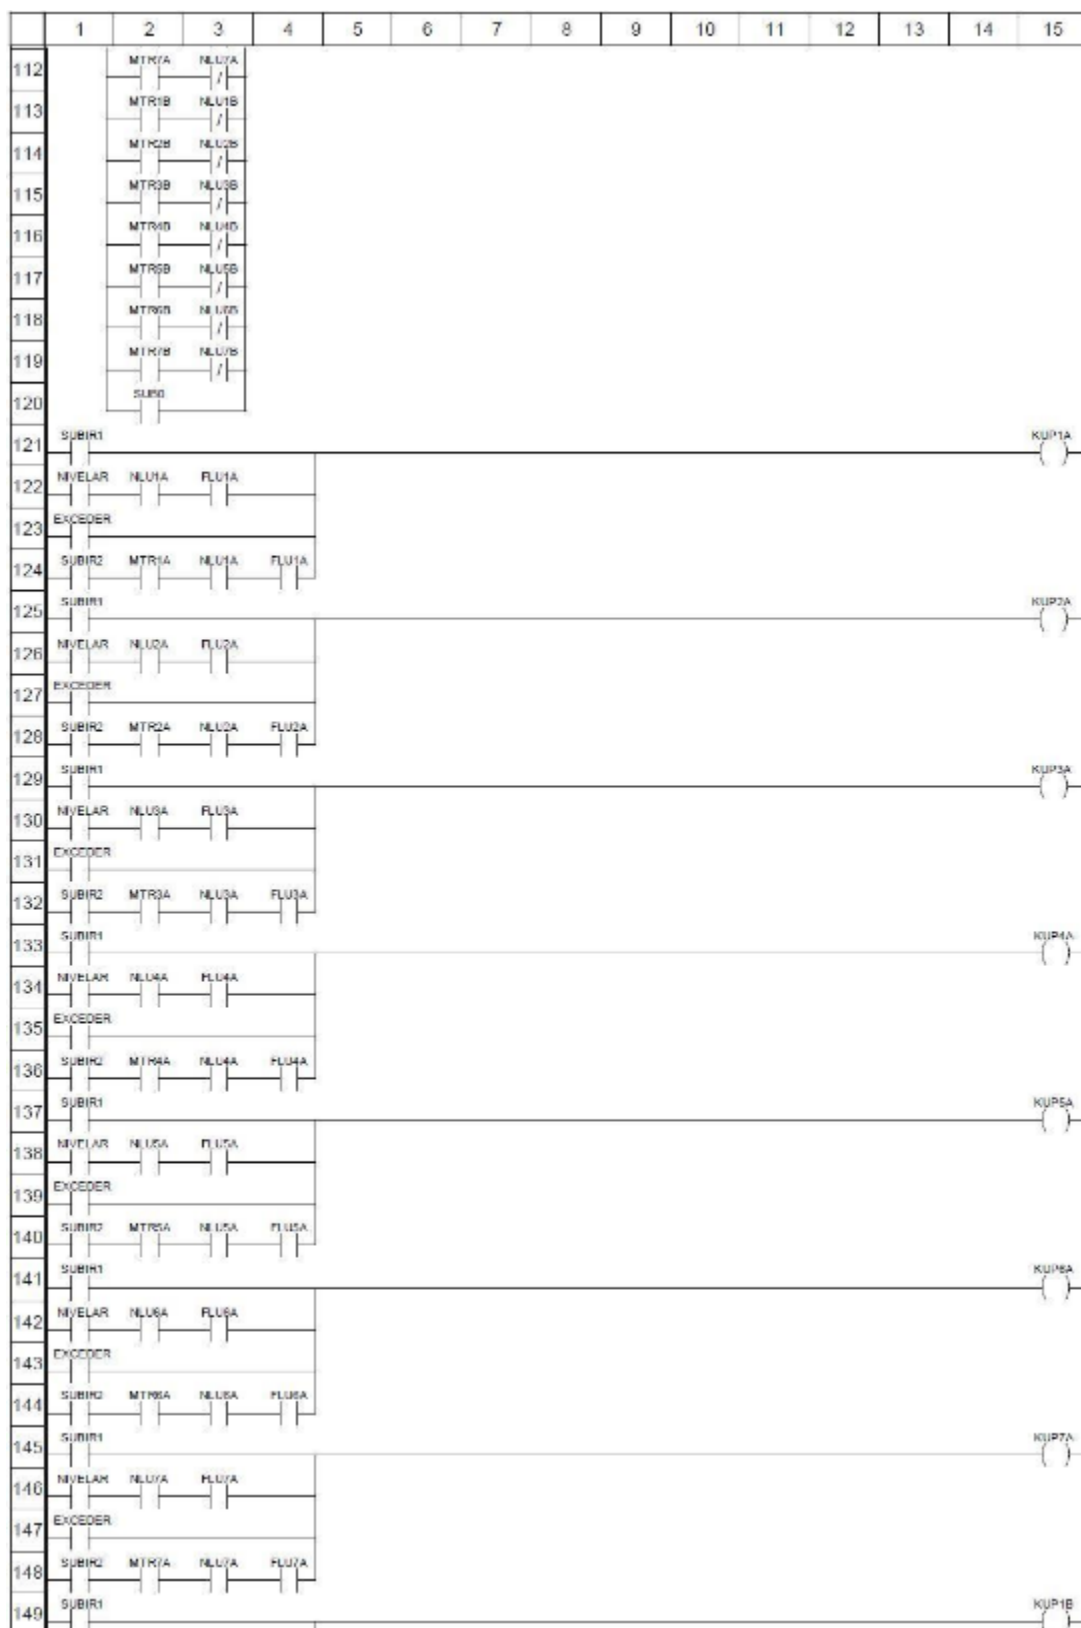 1 2 3 4 5 6 7 8 9 10 11 12 13 14 15
MTR7A NLU7A
112
MTR1B NLU1B
113
MTR2B NLU2B
114
MTR3B NLU3B
115
MTR4B NLU4B
116
MTR5B NLU5B
117
MTR6B NLU6B
118
MTR7B NLU7B
119
SUB0
120
SUBIR1 KUP1A
121
NIVELAR NLU1A FLU1A
122
EXCEDER
123
SUBIR2 MTR1A NLU1A FLU1A
124
SUBIR1 KUP2A
125
NIVELAR NLU2A FLU2A
126
EXCEDER
127
SUBIR2 MTR2A NLU2A FLU2A
128
SUBIR1 KUP3A
129
NIVELAR NLU3A FLU3A
130
EXCEDER
131
SUBIR2 MTR3A NLU3A FLU3A
132
SUBIR1 KUP4A
133
NIVELAR NLU4A FLU4A
134
EXCEDER
135
SUBIR2 MTR4A NLU4A FLU4A
136
SUBIR1 KUP5A
137
NIVELAR NLU5A FLU5A
138
EXCEDER
139
SUBIR2 MTR5A NLU5A FLU5A
140
SUBIR1 KUP6A
141
NIVELAR NLU6A FLU6A
142
EXCEDER
143
SUBIR2 MTR6A NLU6A FLU6A
144
SUBIR1 KUP7A
145
NIVELAR NLU7A FLU7A
146
EXCEDER
147
SUBIR2 MTR7A NLU7A FLU7A
148
SUBIR1 KUP1B
149